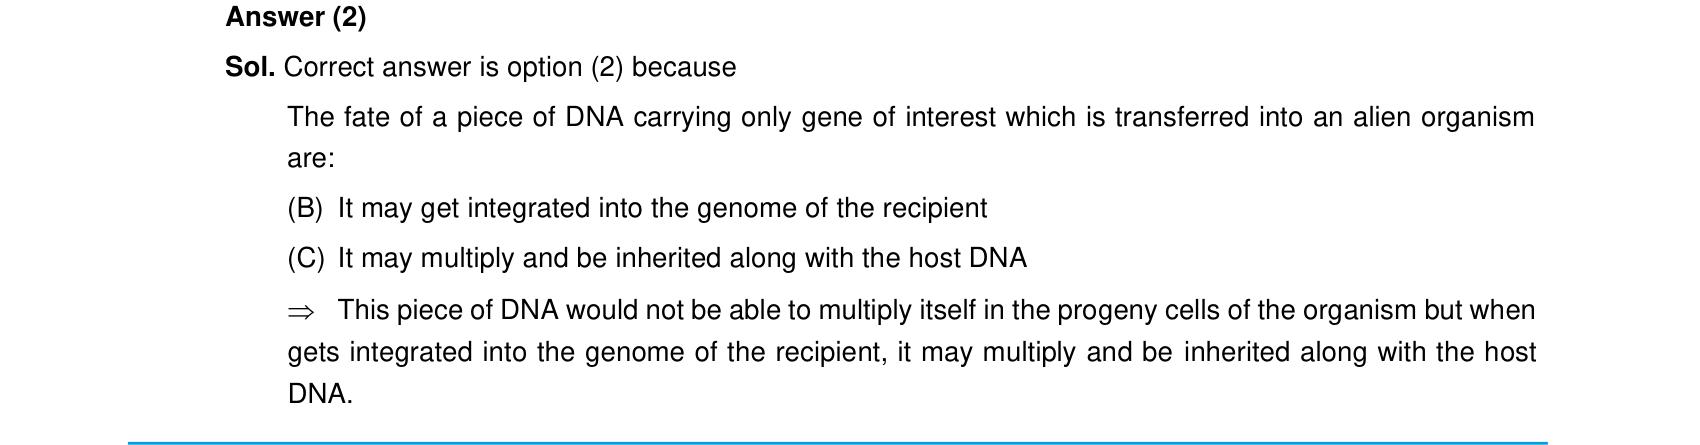 Answer (2)
Sol. Correct answer is option (2) because
The fate of a piece of DNA carrying only gene of interest which is transferred into an alien organism
are:
(B) It may get integrated into the genome of the recipient
(C) It may multiply and be inherited along with the host DNA
⇒ This piece of DNA would not be able to multiply itself in the progeny cells of the organism but when
gets integrated into the genome of the recipient, it may multiply and be inherited along with the host
DNA.